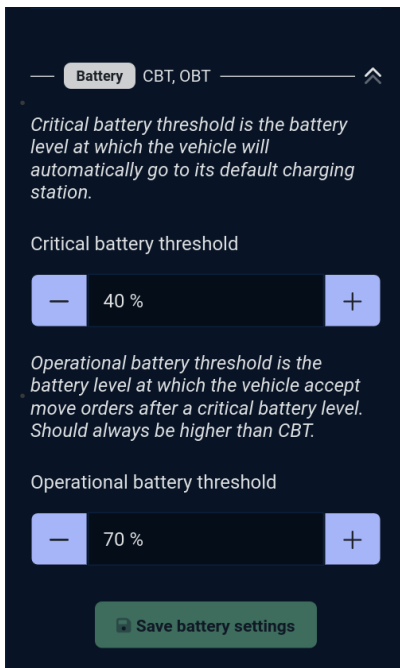 Battery CBT, OBT
Critical battery threshold is the battery
level at which the vehicle will
automatically go to its default charging
station.
Critical battery threshold
40 %
Operational battery threshold is the
battery level at which the vehicle accept
move orders after a critical battery level.
Should always be higher than CBT.
Operational battery threshold
70 %
Save battery settings